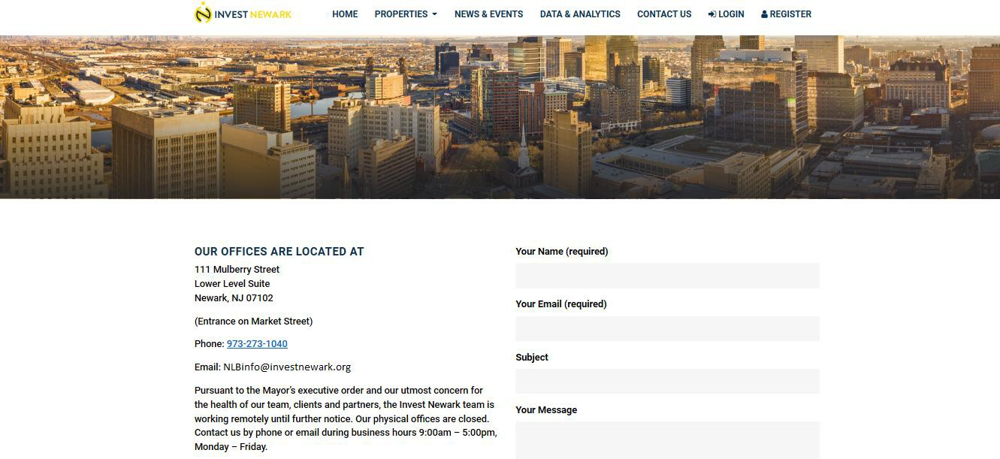 INVEST NEWARK
HOME
PROPERTIES
NEWS & EVENTS
DATA & ANALYTICS
CONTACT US
LOGIN
REGISTER
OUR OFFICES ARE LOCATED AT
111 Mulberry Street
Lower Level Suite
Newark, NJ 07102
(Entrance on Market Street)
Phone: 973-273-1040
Email: NLBinfo@investnewark.org
Pursuant to the Mayor’s executive order and our utmost concern for
the health of our team, clients and partners, the Invest Newark team is
working remotely until further notice. Our physical offices are closed.
Contact us by phone or email during business hours 9:00am – 5:00pm,
Monday – Friday.
Your Name (required)
Your Email (required)
Subject
Your Message